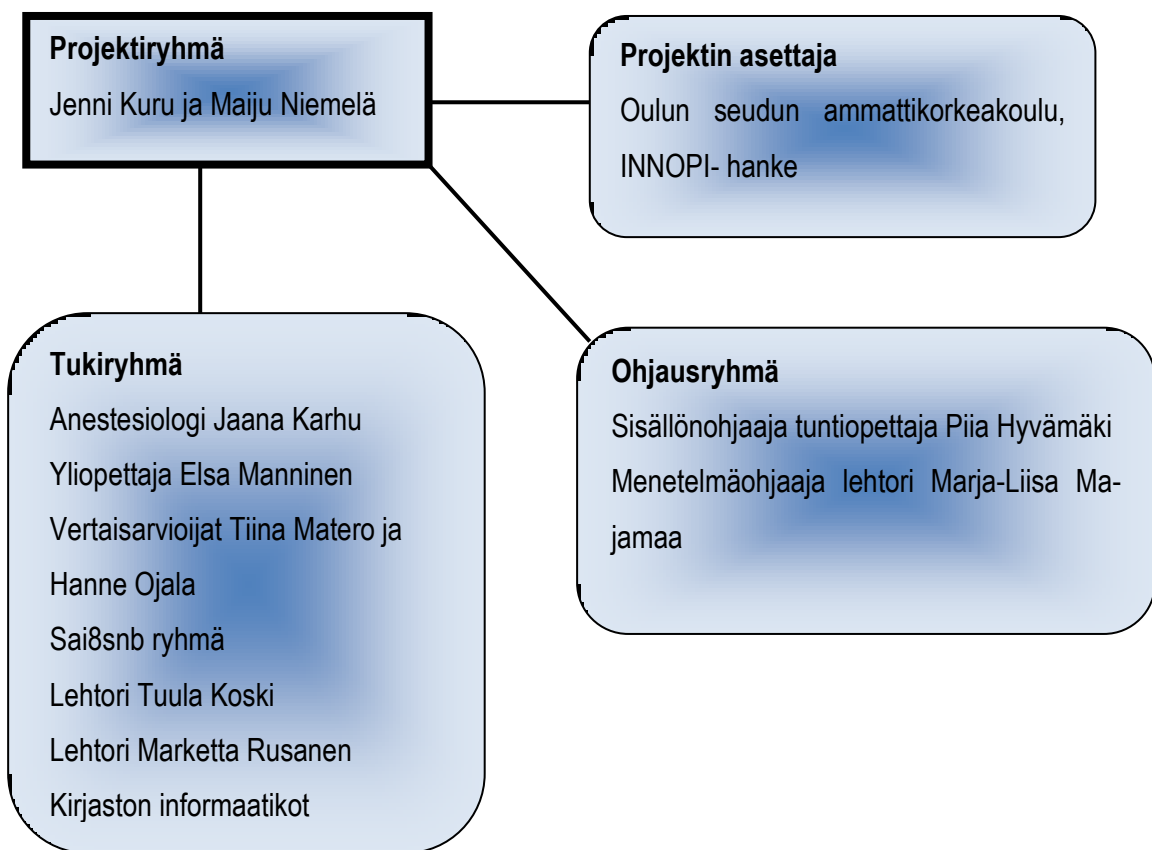 Projektiryhmä
Jenni Kuru ja Maiju Niemelä
Projektin asettaja
Oulun seudun ammattikorkeakoulu,
INNOPI- hanke
Tukiryhmä
Anestesiologi Jaana Karhu
Yliopettaja Elsa Manninen
Vertaisarvioijat Tiina Matero ja
Hanne Ojala
Sai8snb ryhmä
Lehtori Tuula Koski
Lehtori Marketta Rusanen
Kirjaston informaatikot
Ohjausryhmä
Sisällönohjaaja tuntiopettaja Piia Hyvämäki
Menetelmäohjaaja lehtori Marja-Liisa Ma-
jamaa